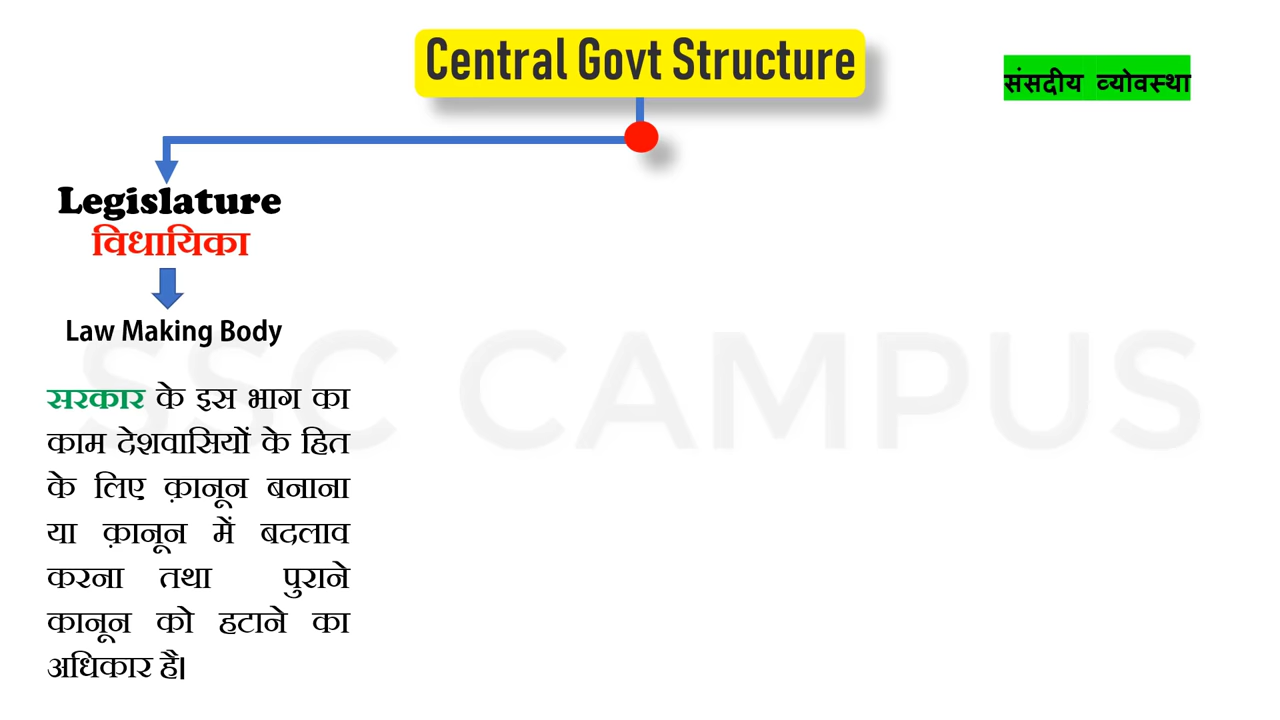 Central Govt Structure
संसदीय व्योवस्था
Legislature
विधायिका
Law Making Body
SSC CAMPUS
सरकार के इस भाग का
काम देशवासियों के हित
के लिए क़ानून बनाना
या क़ानून में बदलाव
करना तथा पुराने
कानून को हटाने का
अधिकार है।